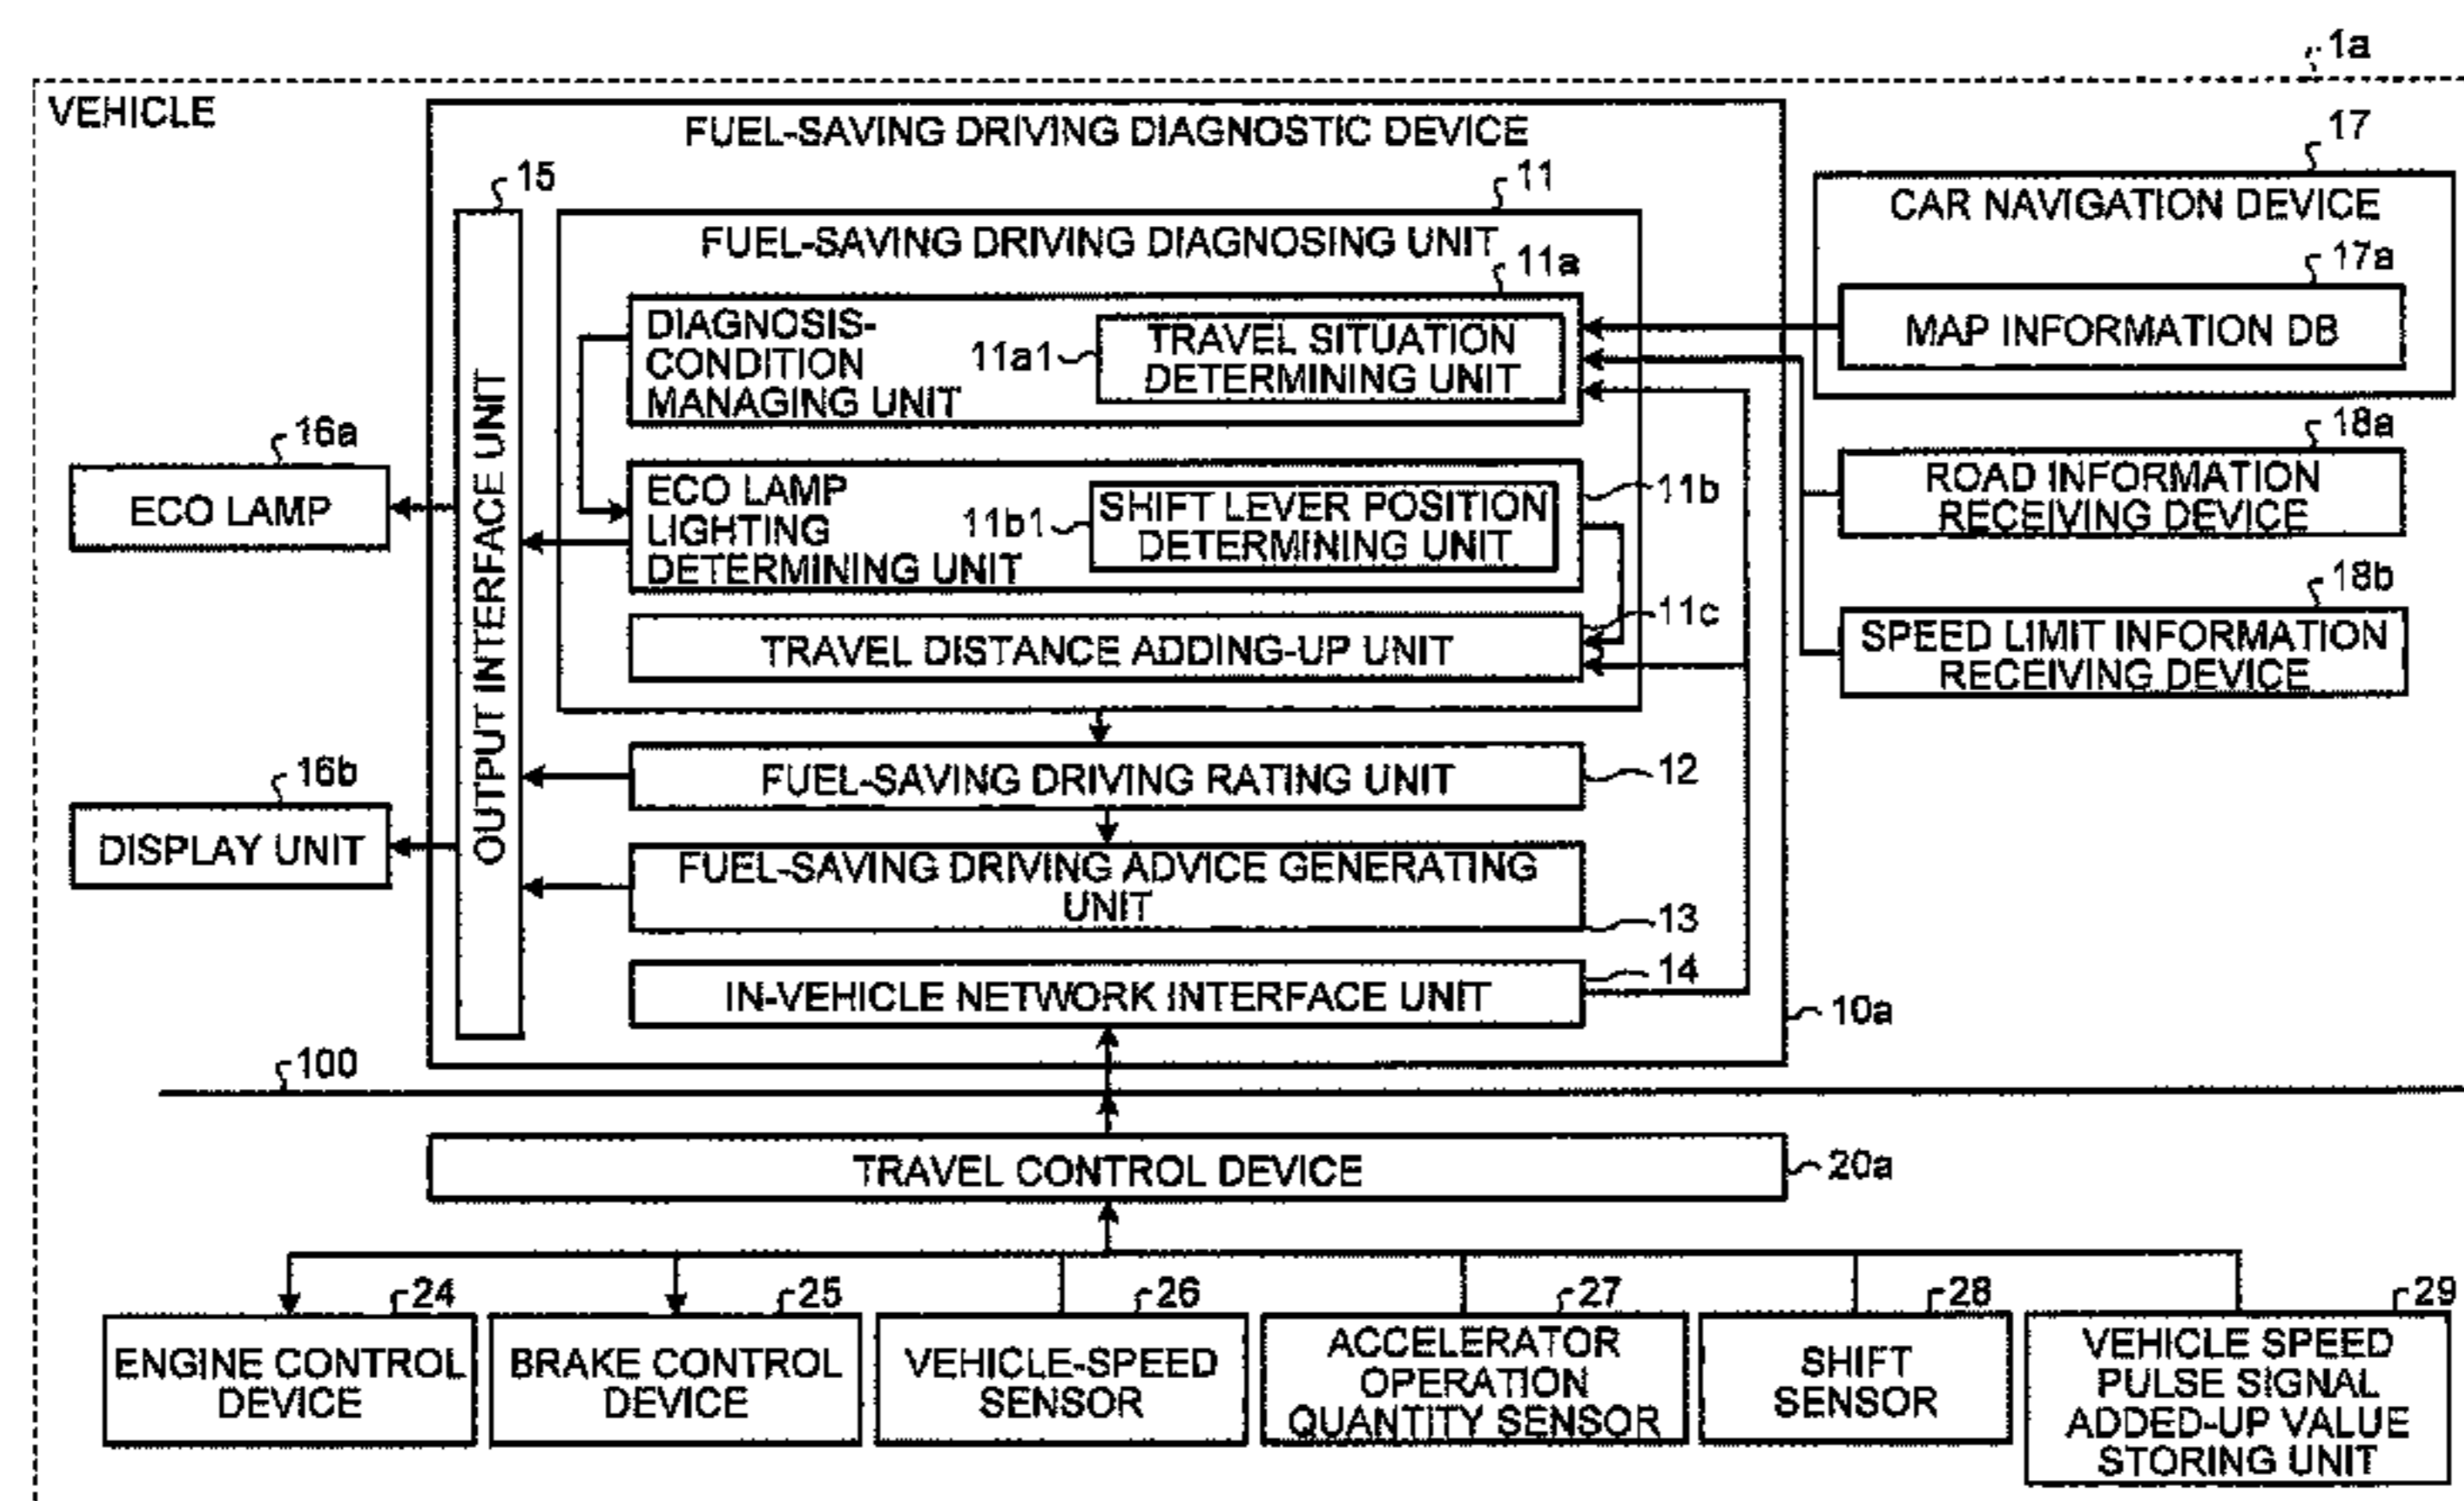 1a
VEHICLE
FUEL-SAVING DRIVING DIAGNOSTIC DEVICE
15
OUTPUT INTERFACE UNIT
11
FUEL-SAVING DRIVING DIAGNOSING UNIT
11a
DIAGNOSIS-
CONDITION
MANAGING UNIT
11a1
TRAVEL SITUATION
DETERMINING UNIT
ECO LAMP
LIGHTING
DETERMINING UNIT
11b1
SHIFT LEVER POSITION
DETERMINING UNIT
11b
11c
TRAVEL DISTANCE ADDING-UP UNIT
FUEL-SAVING DRIVING RATING UNIT
12
FUEL-SAVING DRIVING ADVICE GENERATING
UNIT
13
14
IN-VEHICLE NETWORK INTERFACE UNIT
10a
17
CAR NAVIGATION DEVICE
17a
MAP INFORMATION DB
18a
ROAD INFORMATION
RECEIVING DEVICE
18b
SPEED LIMIT INFORMATION
RECEIVING DEVICE
16a
ECO LAMP
16b
DISPLAY UNIT
100
TRAVEL CONTROL DEVICE
20a
24
ENGINE CONTROL
DEVICE
25
BRAKE CONTROL
DEVICE
26
VEHICLE-SPEED
SENSOR
27
ACCELERATOR
OPERATION
QUANTITY SENSOR
28
SHIFT
SENSOR
29
VEHICLE SPEED
PULSE SIGNAL
ADDED-UP VALUE
STORING UNIT